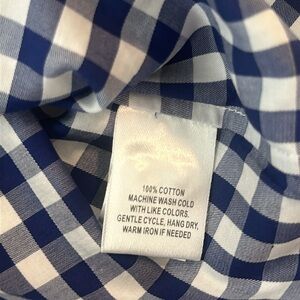 100% COTTON
MACHINE WASH COLD
WITH LIKE COLORS.
GENTLE CYCLE, HANG DRY,
WARM IRON IF NEEDED